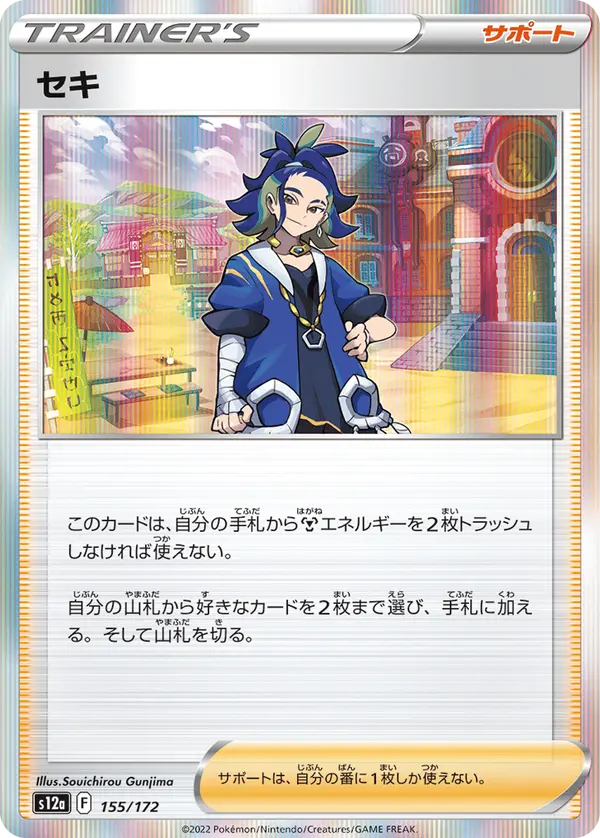 TRAINER'S
サポート
セキ
このカードは、自分の手札からエネルギーを2枚トラッシュ
しなければ使えない。
自分の山札から好きなカードを2枚まで選び、手札に加え
る。そして山札を切る。
Illus.Souichirou Gunjima
サポートは、自分の番に1枚しか使えない。
s12a F 155/172
©2022 Pokémon/Nintendo/Creatures/GAME FREAK.